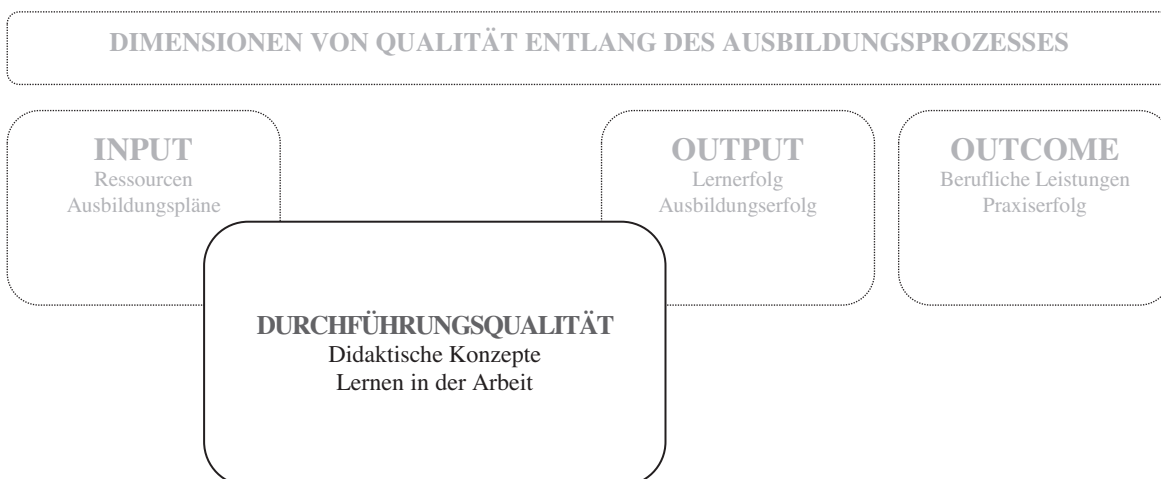 DIMENSIONEN VON QUALITÄT ENTLANG DES AUSBILDUNGSPROZESSES
INPUT
Ressourcen
Ausbildungspläne
OUTPUT
Lernerfolg
Ausbildungserfolg
OUTCOME
Berufliche Leistungen
Praxiserfolg
DURCHFÜHRUNGSQUALITÄT
Didaktische Konzepte
Lernen in der Arbeit